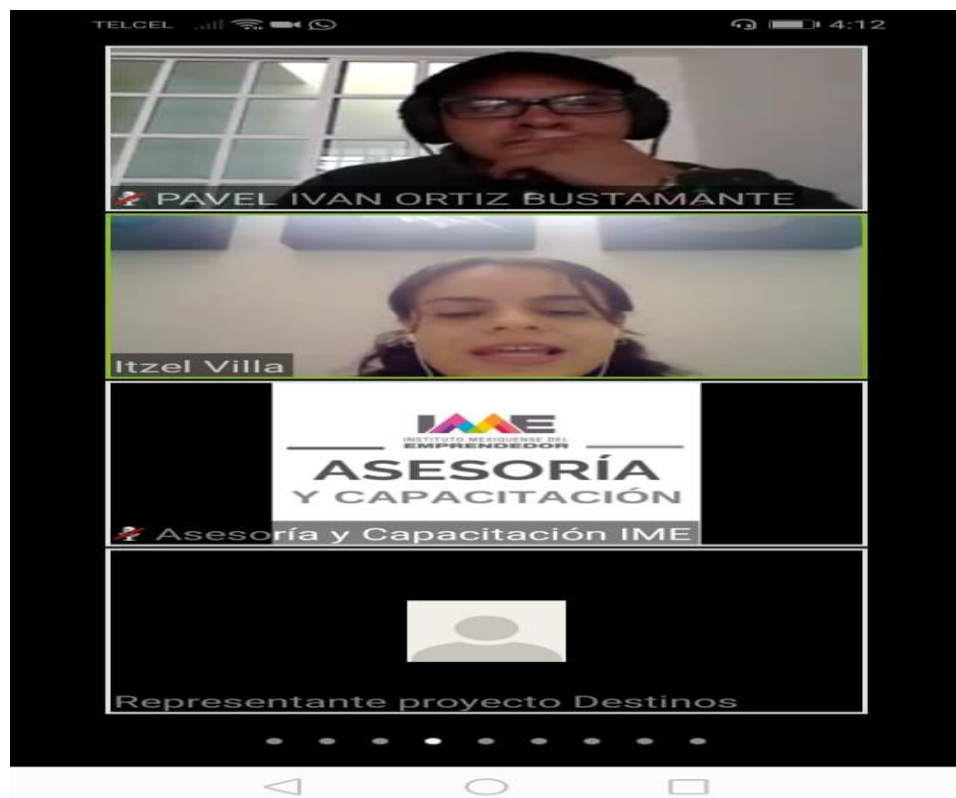 TELCEL 4:12
PAVEL IVAN ORTIZ BUSTAMANTE
Itzel Villa
IME
INSTITUTO MEXIQUENSE DEL
EMPRENDEDOR
ASESORÍA
Y CAPACITACIÓN
Asesoría y Capacitación IME
Representante proyecto Destinos